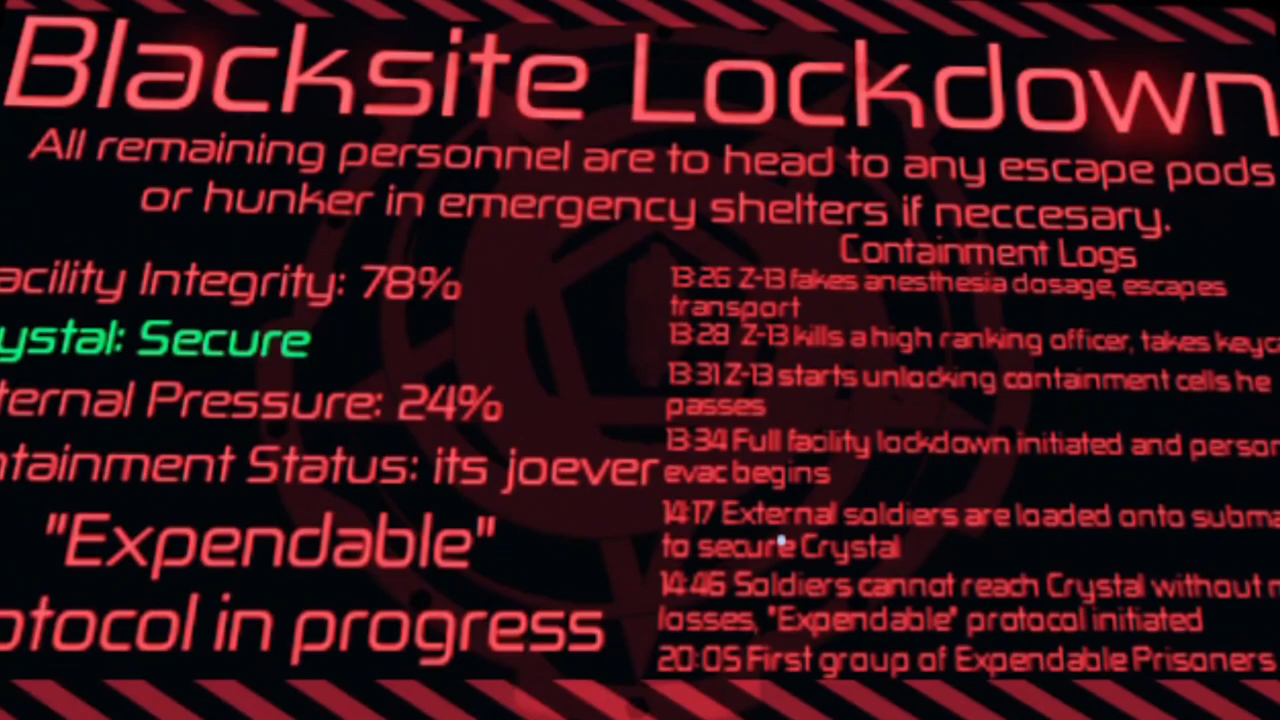 Blacksite Lockdown
All remaining personnel are to head to any escape pods
or hunker in emergency shelters if neccesary.
acility Integrity: 78%
ystal: Secure
ternal Pressure: 24%
ntainment Status: its joever
"Expendable"
otocol in progress
Containment Logs
13:26 Z-13 fakes anesthesia dosage, escapes
transport
13:28 Z-13 kills a high ranking officer, takes keyc
13:31 Z-13 starts unlocking containment cells he
passes
13:34 Full facility lockdown initiated and person
evac begins
14:17 External soldiers are loaded onto subma
to secure Crystal
14:46 Soldiers cannot reach Crystal without
losses, "Expendable" protocol initiated
20:05 First group of Expendable Prisoners